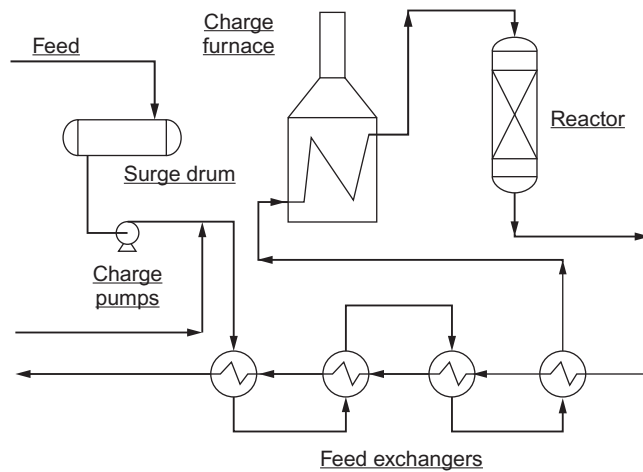 Feed
Charge
furnace
Reactor
Surge drum
Charge
pumps
Feed exchangers